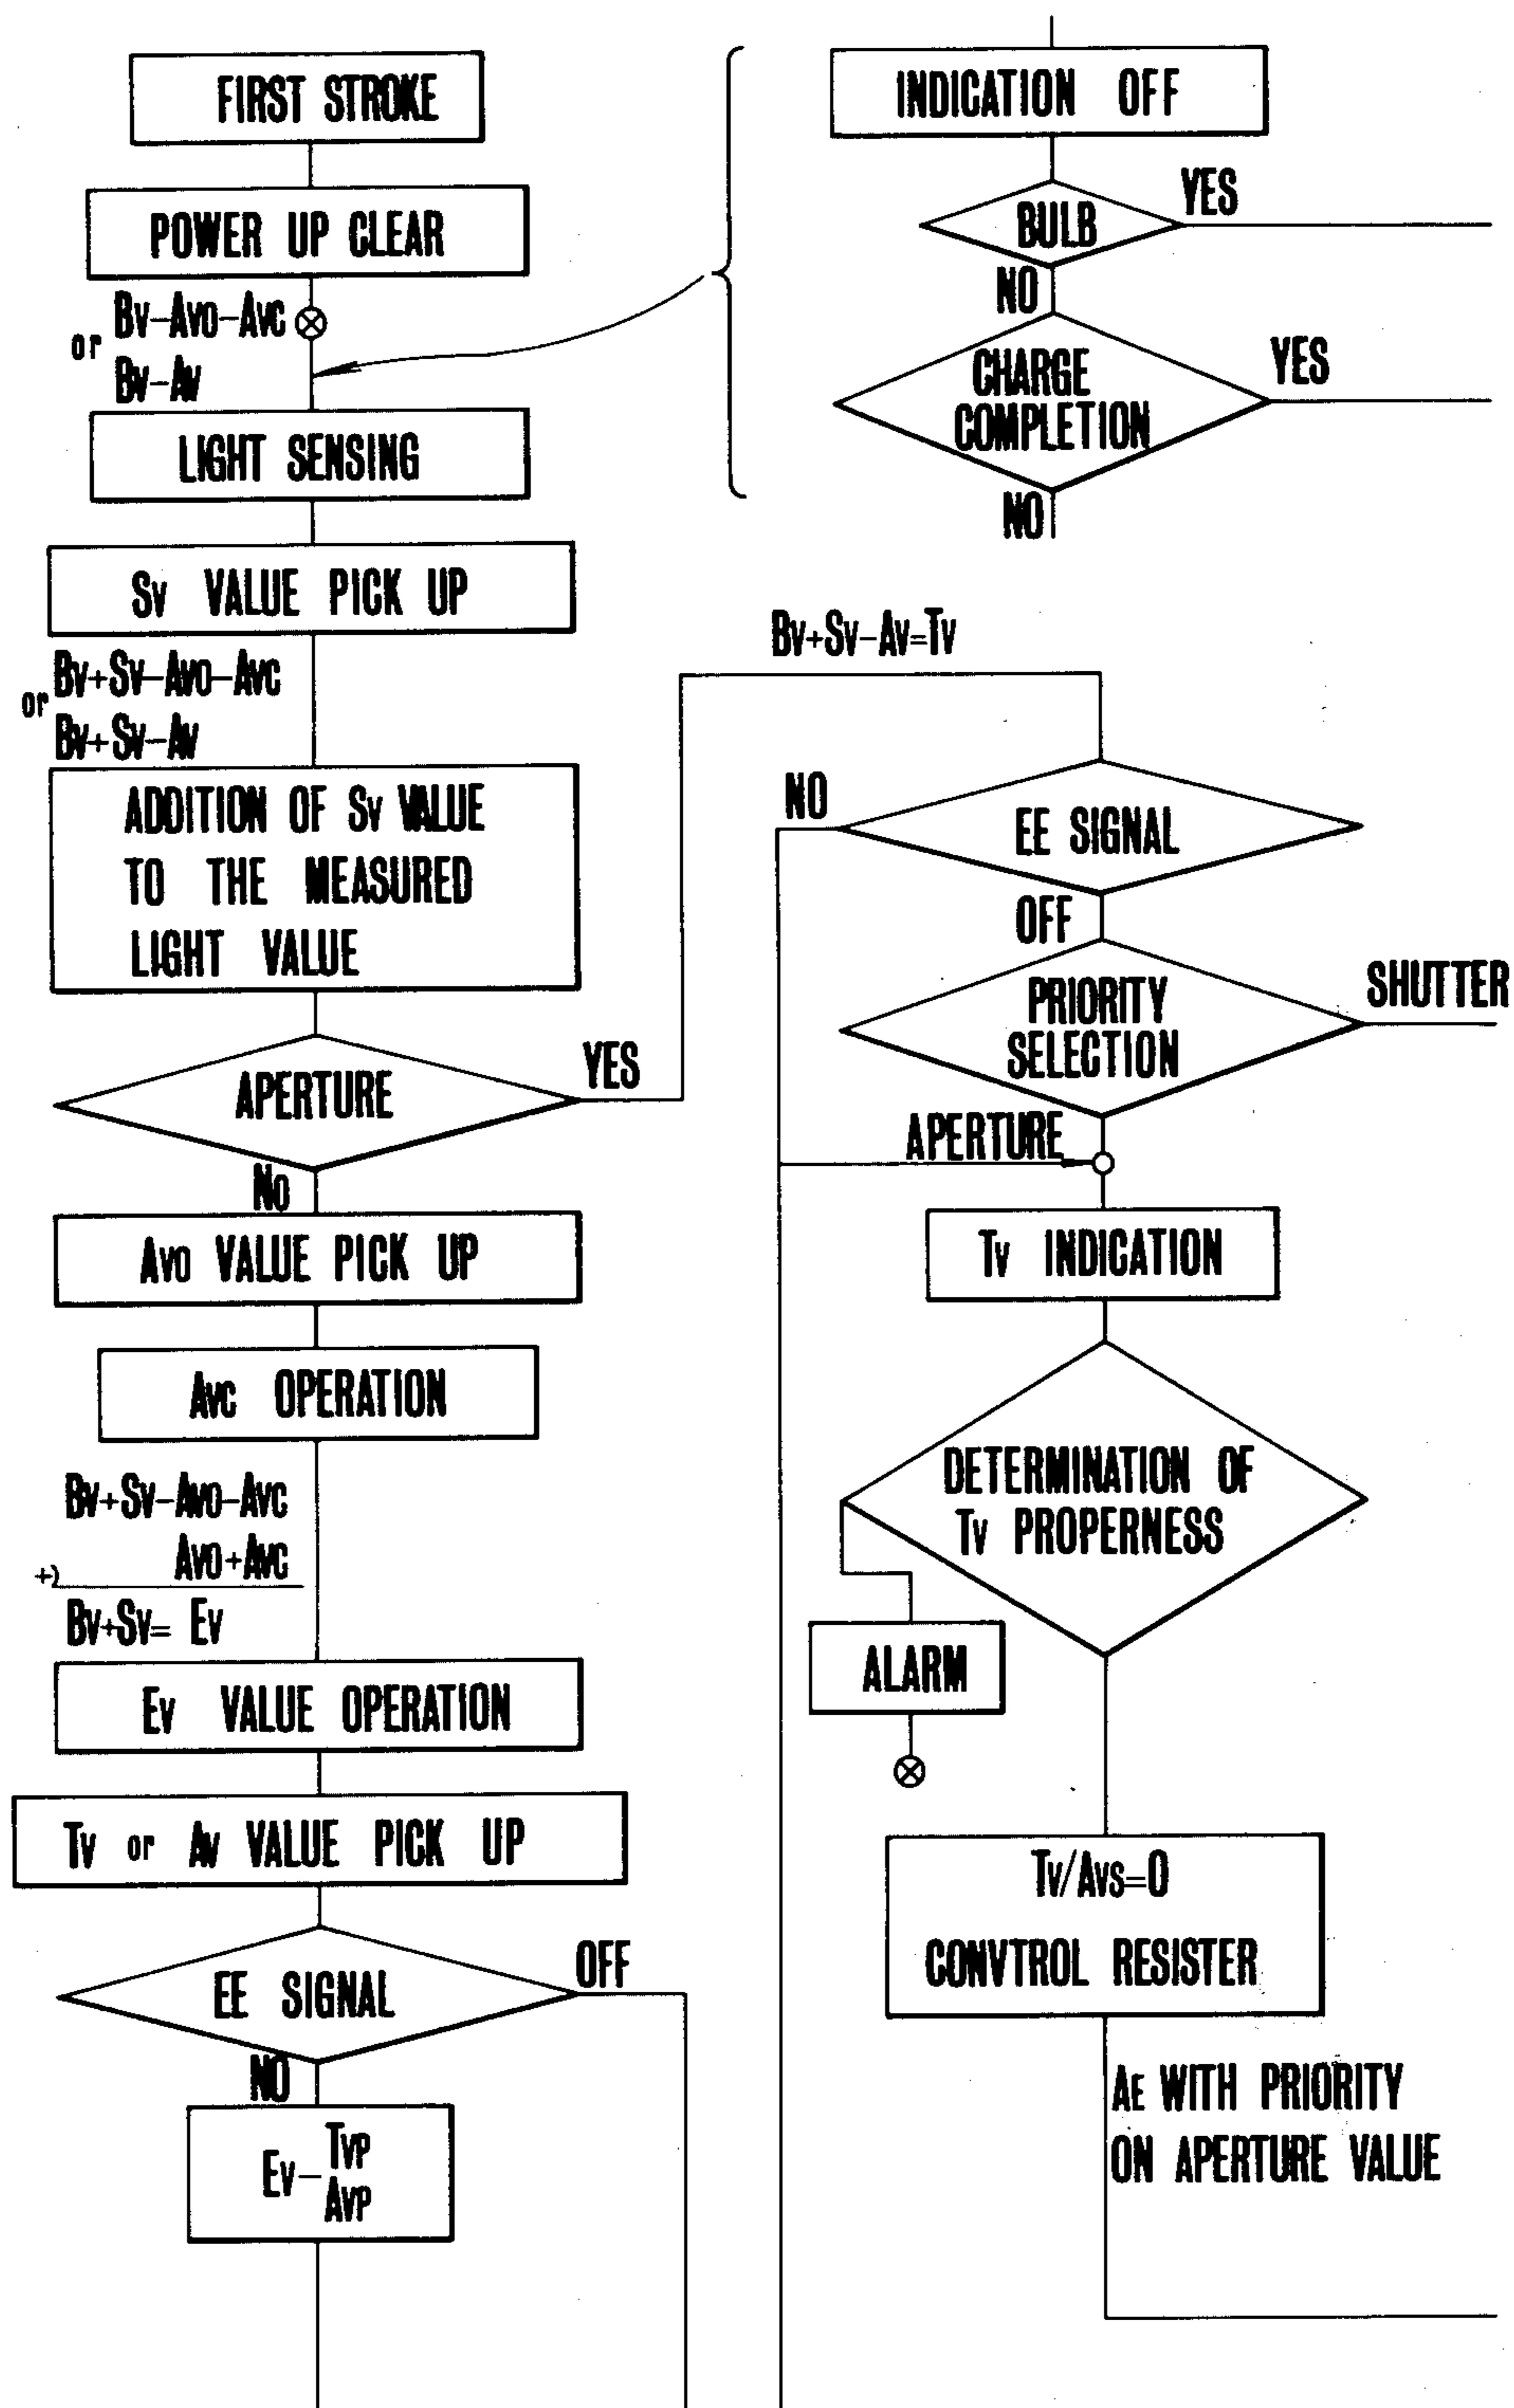 FIRST STROKE
POWER UP CLEAR
Bv-Avo-Avc
or
Bv-Av
LIGHT SENSING
Sv VALUE PICK UP
Bv+Sv-Avo-Avc
or
Bv+Sv-Av
ADDITION OF Sv VALUE
TO THE MEASURED
LIGHT VALUE
APERTURE
YES
NO
Avo VALUE PICK UP
Avc OPERATION
Bv+Sv-Avo-Avc
Avo+Avc
+)
Bv+Sv= Ev
Ev VALUE OPERATION
Tv or Av VALUE PICK UP
EE SIGNAL
OFF
NO
Ev-Tvp
Avp
INDICATION OFF
BULB
YES
NO
CHARGE
COMPLETION
YES
NO
Bv+Sv-Av=Tv
NO
EE SIGNAL
OFF
PRIORITY
SELECTION
SHUTTER
APERTURE
Tv INDICATION
DETERMINATION OF
Tv PROPERNESS
ALARM
Tv/Avs=0
CONVTROL RESISTER
AE WITH PRIORITY
ON APERTURE VALUE